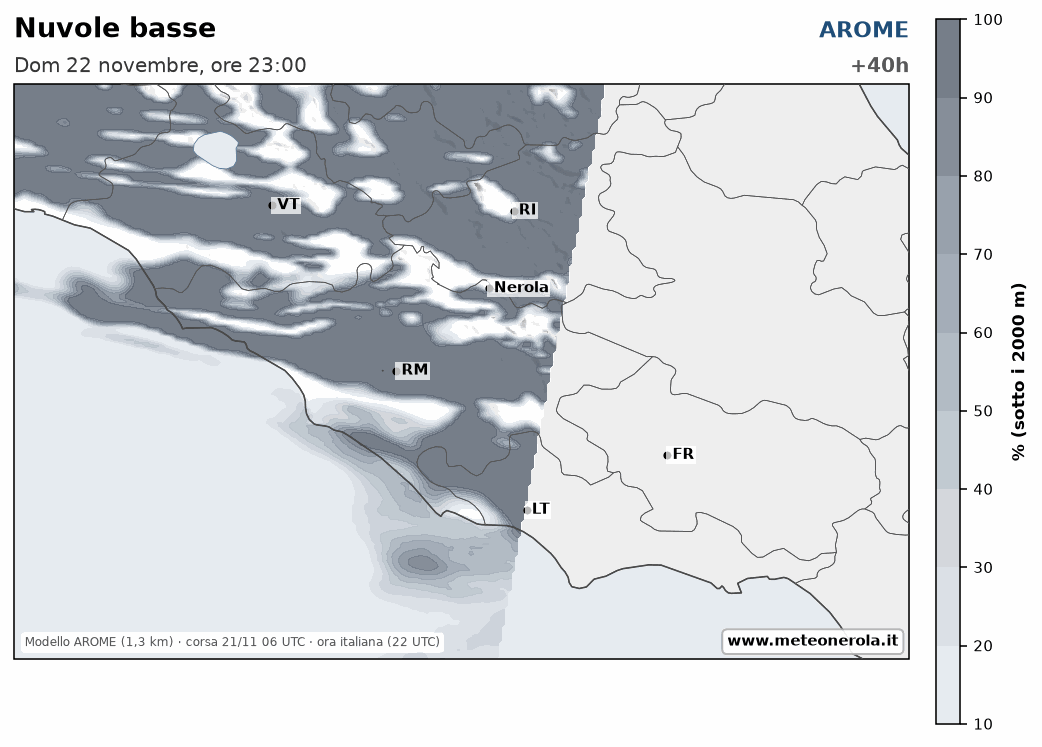 Nuvole basse
AROME
Dom 22 novembre, ore 23:00
+40h
VT
RI
Nerola
RM
FR
LT
Modello AROME (1,3 km) · corsa 21/11 06 UTC · ora italiana (22 UTC)
www.meteonerola.it
100
90
80
70
60
50
40
30
20
10
% (sotto i 2000 m)